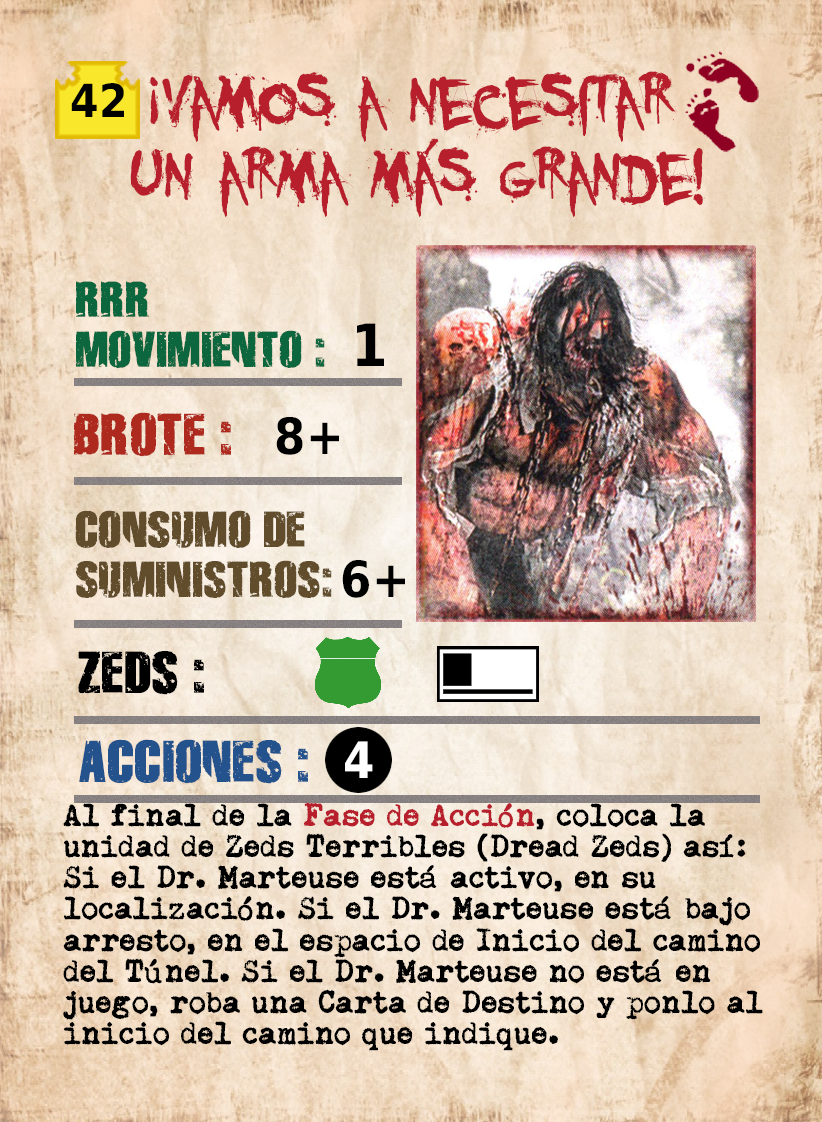 42 ¡VAMOS A NECESITAR
UN ARMA MÁS GRANDE!
RRR
MOVIMIENTO : 1
BROTE : 8+
CONSUMO DE
SUMINISTROS: 6+
ZEDS :
ACCIONES : 4
Al final de la Fase de Acción, coloca la
unidad de Zeds Terribles (Dread Zeds) así:
Si el Dr. Marteuse está activo, en su
localización. Si el Dr. Marteuse está bajo
arresto, en el espacio de Inicio del camino
del Túnel. Si el Dr. Marteuse no está en
juego, roba una Carta de Destino y ponlo al
inicio del camino que indique.